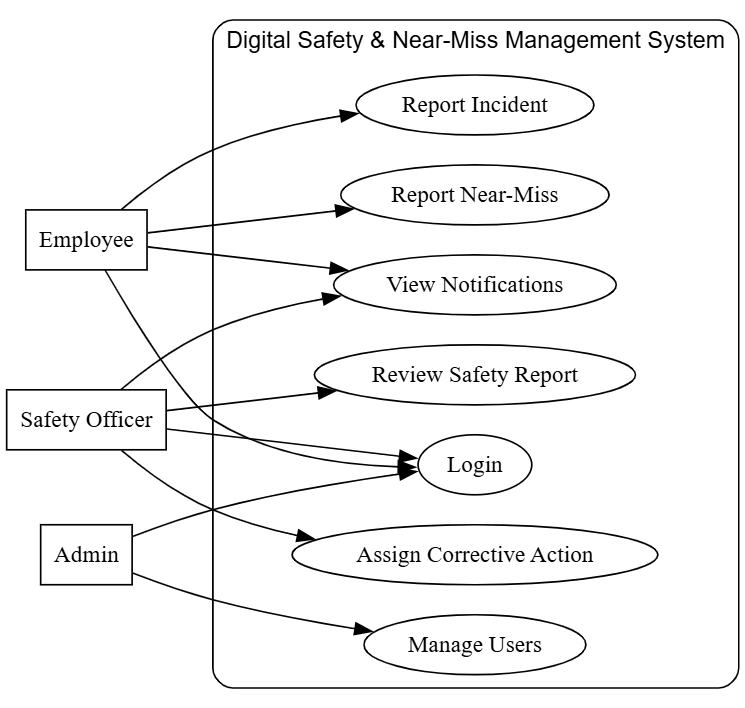 Digital Safety & Near-Miss Management System
Report Incident
Report Near-Miss
Employee
View Notifications
Review Safety Report
Safety Officer
Login
Admin
Assign Corrective Action
Manage Users